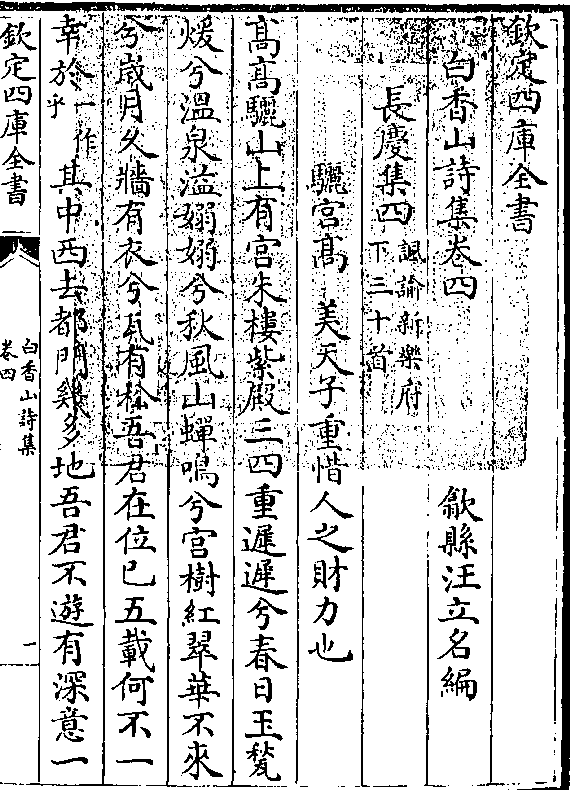 欽定四庫全書
白香山詩集卷四
歙縣汪立名編
長慶集四
諷諭新樂府
下三十首
驪宮髙　美天子重惜人之財力也
髙髙驪山上有宮朱樓紫殿三四重遲遲兮春日玉甃
煖兮溫泉溢嫋嫋兮秋風山蟬鳴兮宮樹紅翠華不來
兮嵗月久牆有衣兮瓦有松吾君在位已五載何不一
幸於一作乎其中西去都門幾多地吾君不遊有深意一
欽定四庫全書
白香山詩集
卷四
一